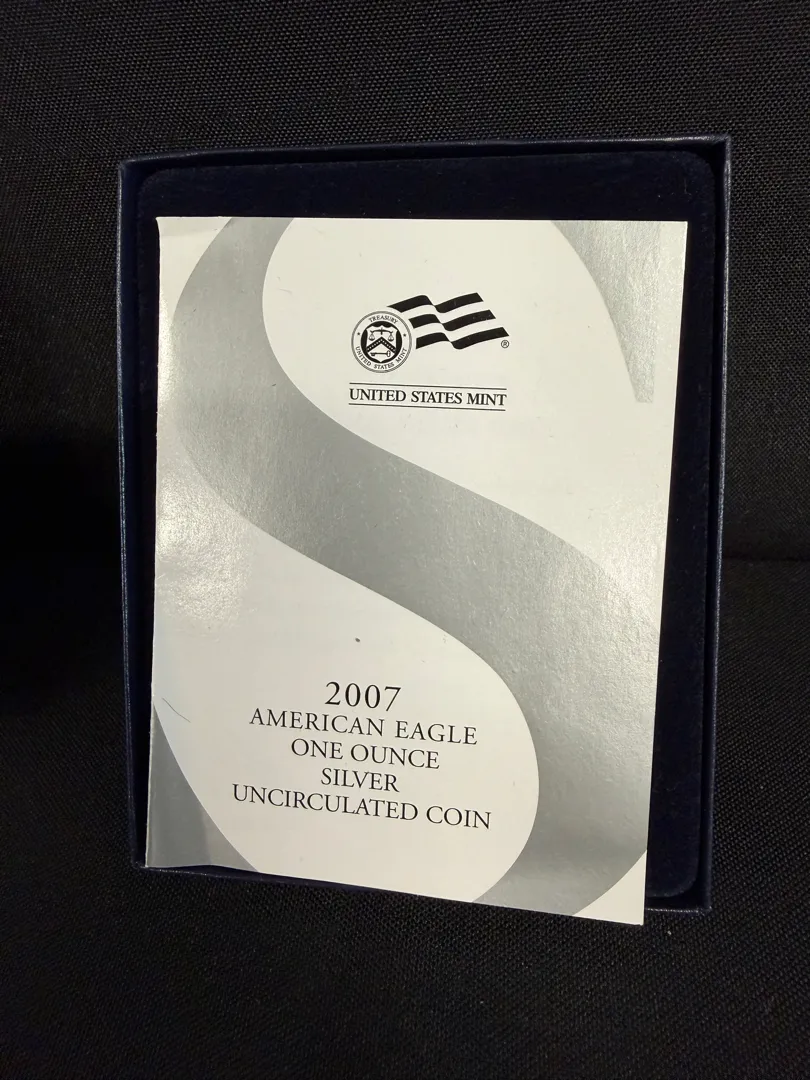 TREASURY
UNITED STATES MINT
®
UNITED STATES MINT
2007
AMERICAN EAGLE
ONE OUNCE
SILVER
UNCIRCULATED COIN